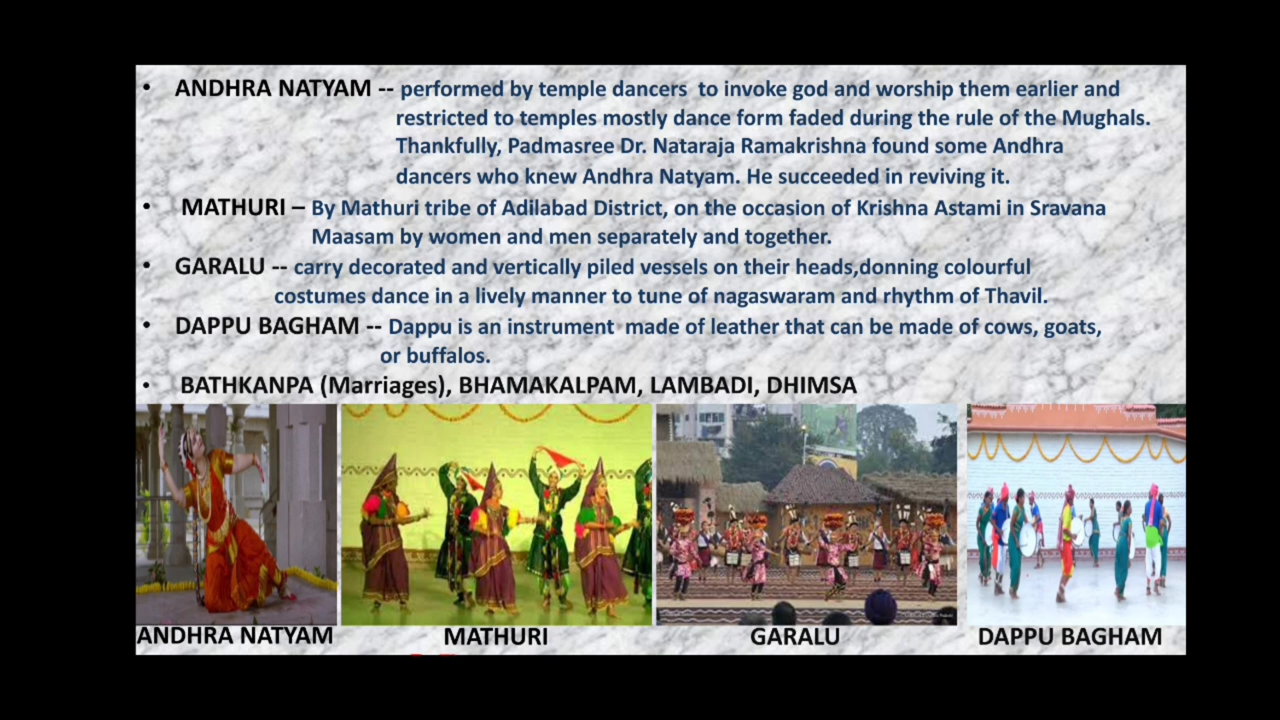 • ANDHRA NATYAM -- performed by temple dancers to invoke god and worship them earlier and
restricted to temples mostly dance form faded during the rule of the Mughals.
Thankfully, Padmasree Dr. Nataraja Ramakrishna found some Andhra
dancers who knew Andhra Natyam. He succeeded in reviving it.
• MATHURI – By Mathuri tribe of Adilabad District, on the occasion of Krishna Astami in Sravana
Maasam by women and men separately and together.
• GARALU -- carry decorated and vertically piled vessels on their heads,donning colourful
costumes dance in a lively manner to tune of nagaswaram and rhythm of Thavil.
• DAPPU BAGHAM -- Dappu is an instrument made of leather that can be made of cows, goats,
or buffalos.
• BATHKANPA (Marriages), BHAMAKALPAM, LAMBADI, DHIMSA
ANDHRA NATYAM MATHURI GARALU DAPPU BAGHAM